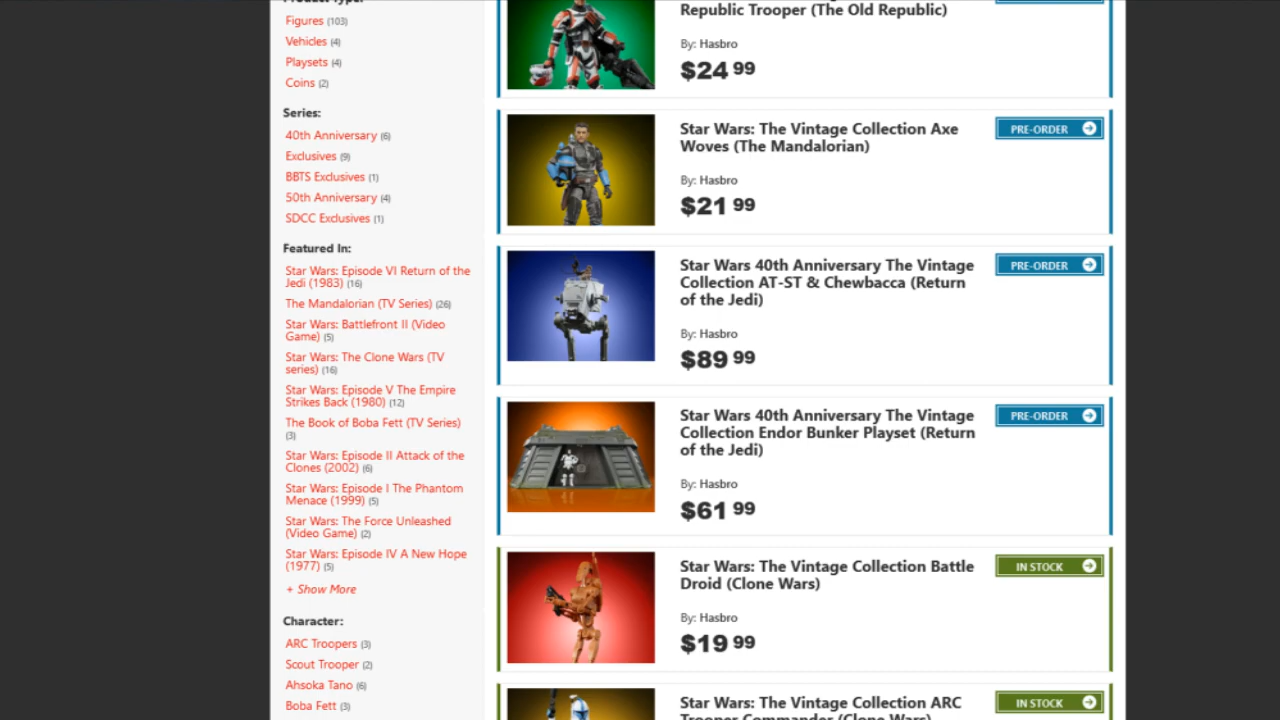 Product Type:
Figures (103)
Vehicles (4)
Playsets (4)
Coins (2)
Series:
40th Anniversary (6)
Exclusives (9)
BBTS Exclusives (1)
50th Anniversary (4)
SDCC Exclusives (1)
Featured In:
Star Wars: Episode VI Return of the
Jedi (1983) (16)
The Mandalorian (TV Series) (26)
Star Wars: Battlefront II (Video
Game) (5)
Star Wars: The Clone Wars (TV
series) (16)
Star Wars: Episode V The Empire
Strikes Back (1980) (12)
The Book of Boba Fett (TV Series)
(3)
Star Wars: Episode II Attack of the
Clones (2002) (6)
Star Wars: Episode I The Phantom
Menace (1999) (5)
Star Wars: The Force Unleashed
(Video Game) (2)
Star Wars: Episode IV A New Hope
(1977) (5)
+ Show More
Character:
ARC Troopers (3)
Scout Trooper (2)
Ahsoka Tano (6)
Boba Fett (3)
Republic Trooper (The Old Republic)
By: Hasbro
$24 99
Star Wars: The Vintage Collection Axe
Woves (The Mandalorian)
By: Hasbro
$21 99
PRE-ORDER
Star Wars 40th Anniversary The Vintage
Collection AT-ST & Chewbacca (Return
of the Jedi)
By: Hasbro
$89 99
PRE-ORDER
Star Wars 40th Anniversary The Vintage
Collection Endor Bunker Playset (Return
of the Jedi)
By: Hasbro
$61 99
PRE-ORDER
Star Wars: The Vintage Collection Battle
Droid (Clone Wars)
By: Hasbro
$19 99
IN STOCK
Star Wars: The Vintage Collection ARC
Trooper Commander (Clone Wars)
IN STOCK